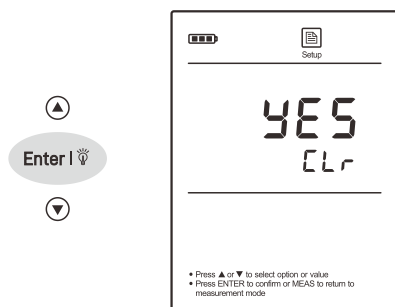 Setup
Enter |
YES
CLr
• Press ▲ or ▼ to select option or value
• Press ENTER to confirm or MEAS to return to
measurement mode